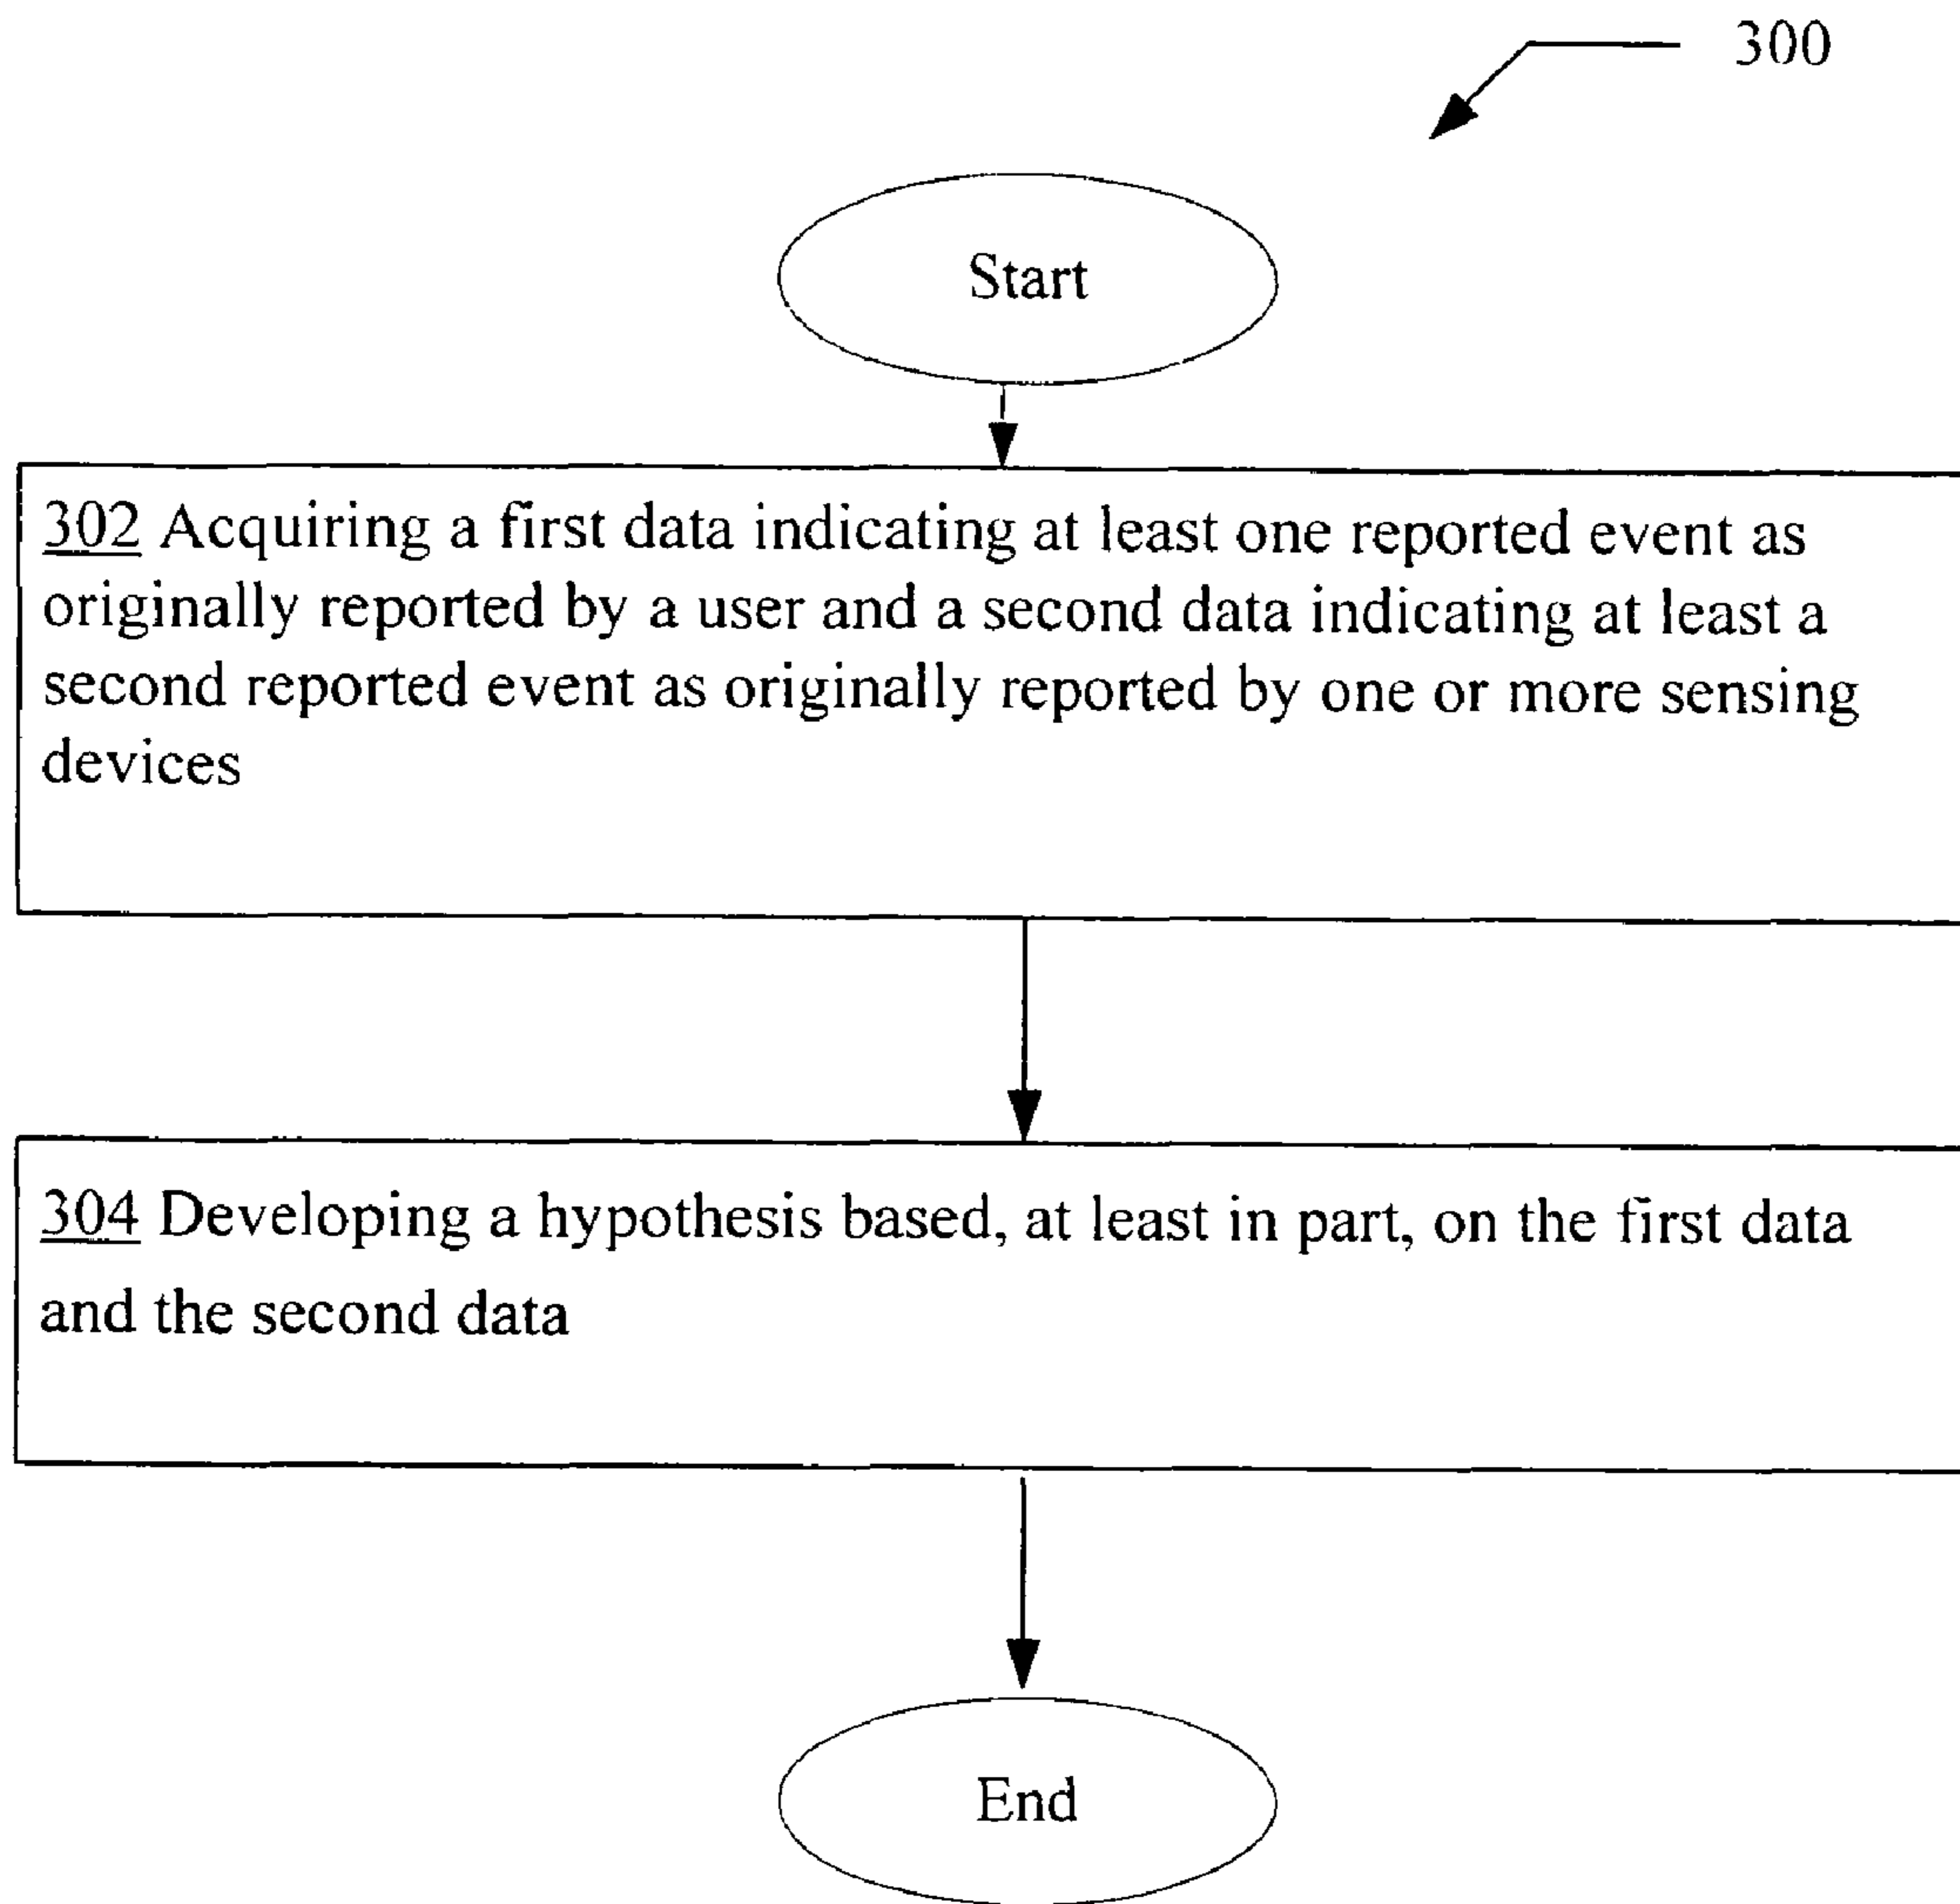 300
Start
302 Acquiring a first data indicating at least one reported event as
originally reported by a user and a second data indicating at least a
second reported event as originally reported by one or more sensing
devices
304 Developing a hypothesis based, at least in part, on the first data
and the second data
End